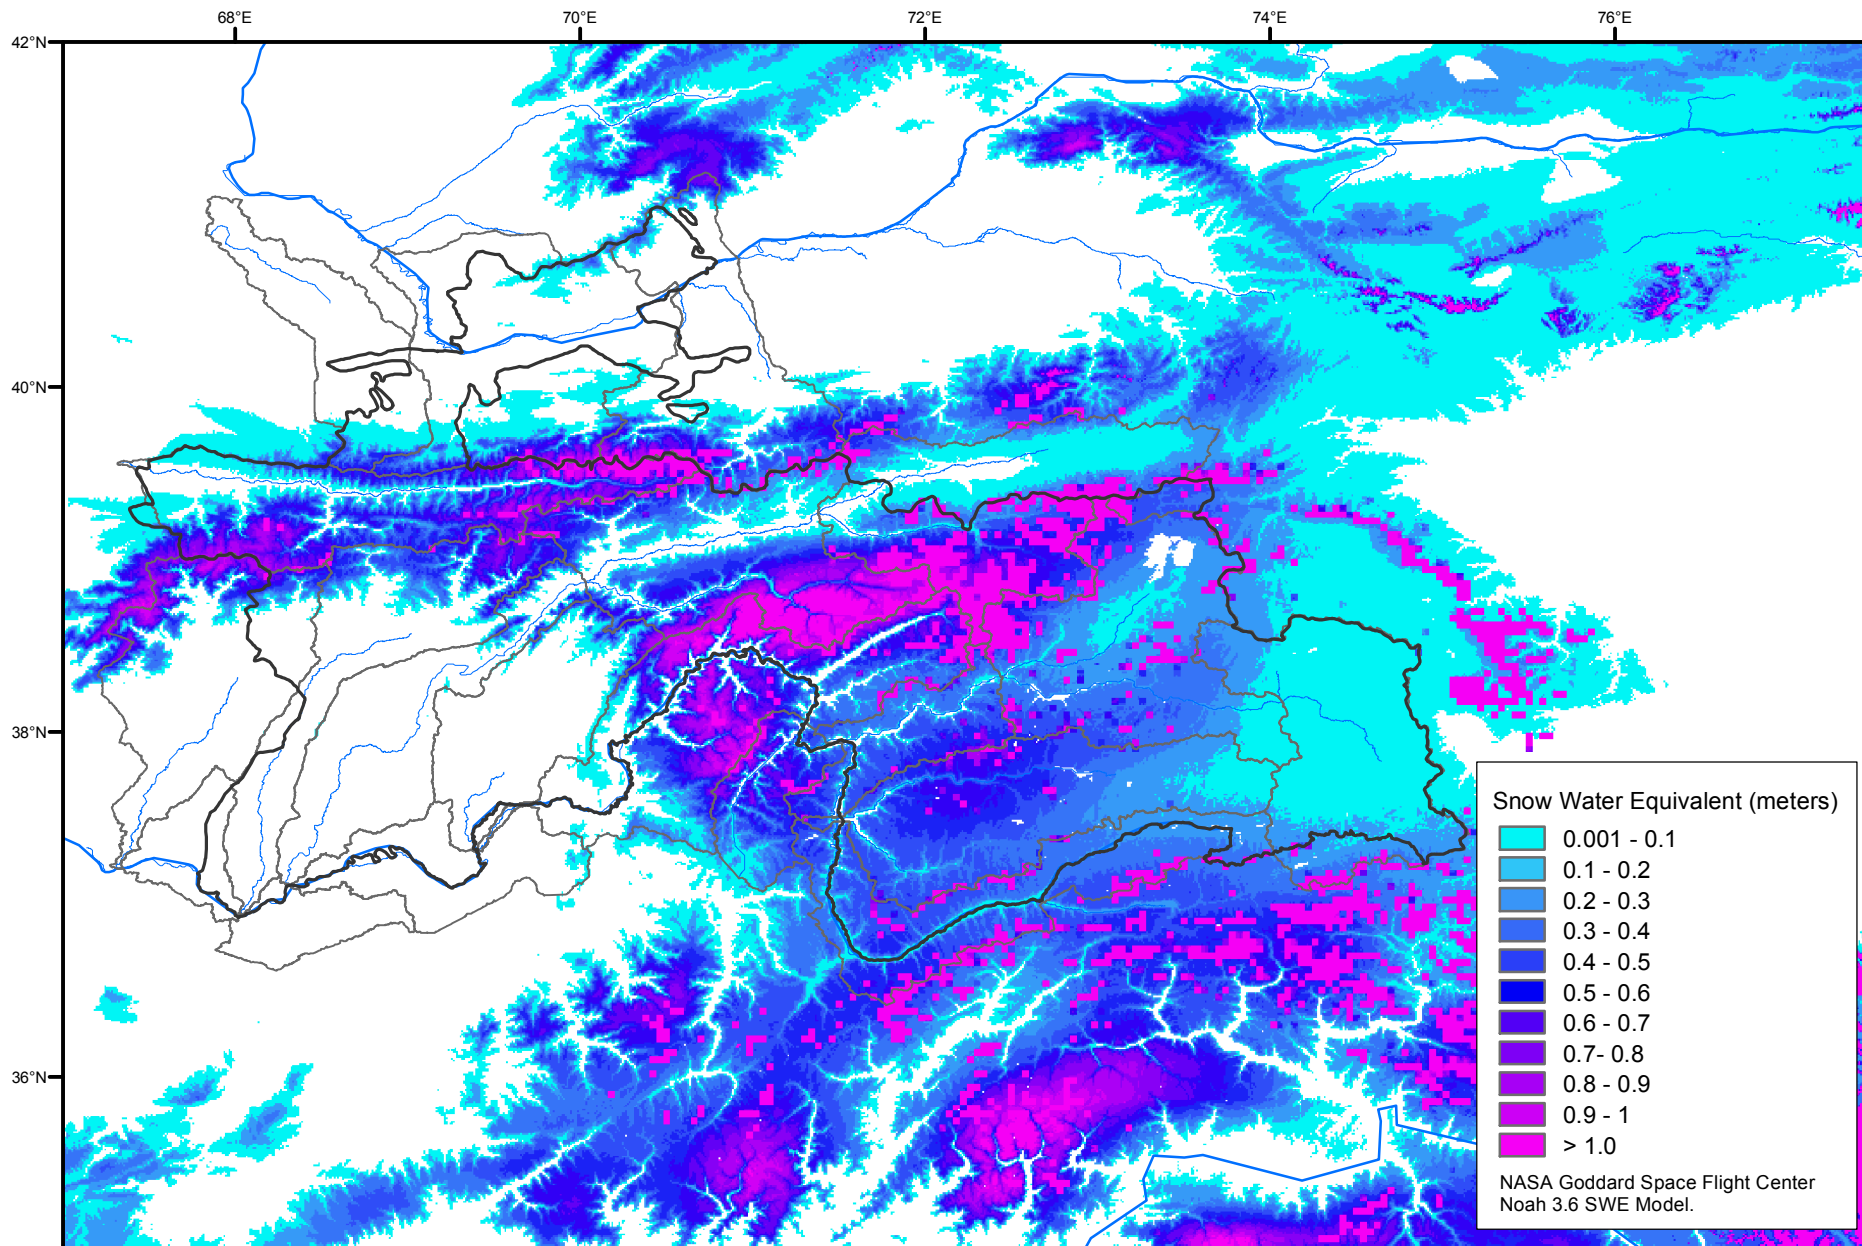 68°E
70°E
72°E
74°E
76°E
42°N
40°N
38°N
36°N
Snow Water Equivalent (meters)
0.001 - 0.1
0.1 - 0.2
0.2 - 0.3
0.3 - 0.4
0.4 - 0.5
0.5 - 0.6
0.6 - 0.7
0.7- 0.8
0.8 - 0.9
0.9 - 1
> 1.0
NASA Goddard Space Flight Center
Noah 3.6 SWE Model.